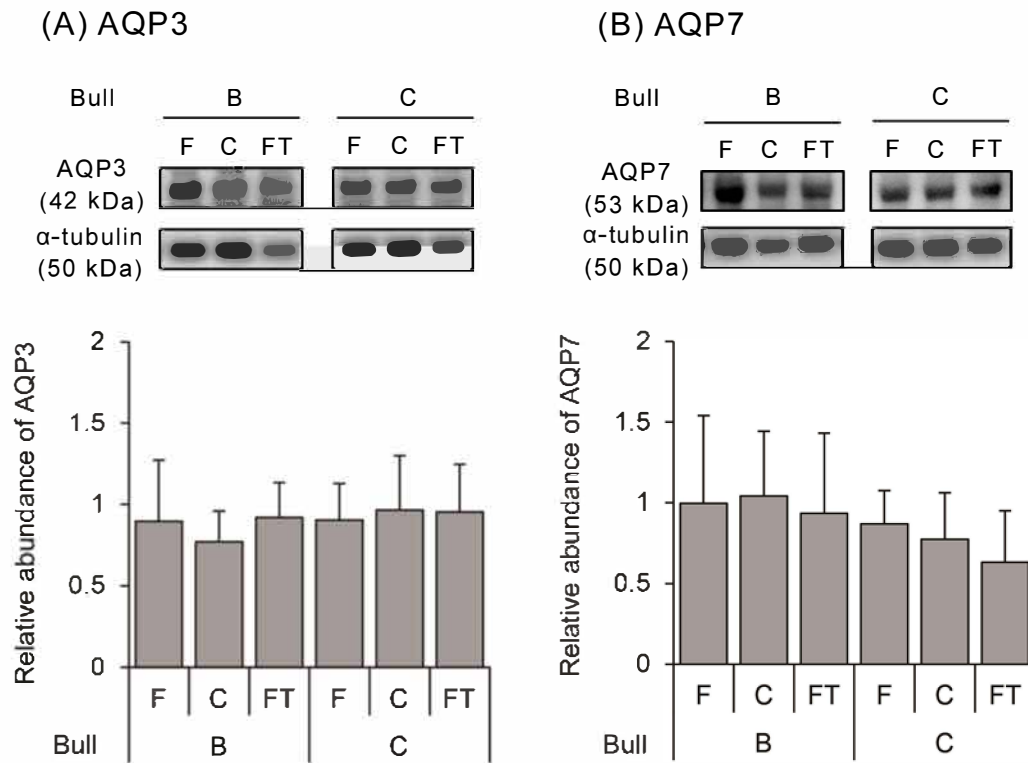 (A) AQP3
Bull B C
F C FT F C FT
AQP3
(42 kDa)
α-tubulin
(50 kDa)
Relative abundance of AQP3
2
1.5
1
0.5
0
F C FT F C FT
Bull B C
(B) AQP7
Bull B C
F C FT F C FT
AQP7
(53 kDa)
α-tubulin
(50 kDa)
Relative abundance of AQP7
2
1.5
1
0.5
0
F C FT F C FT
Bull B C